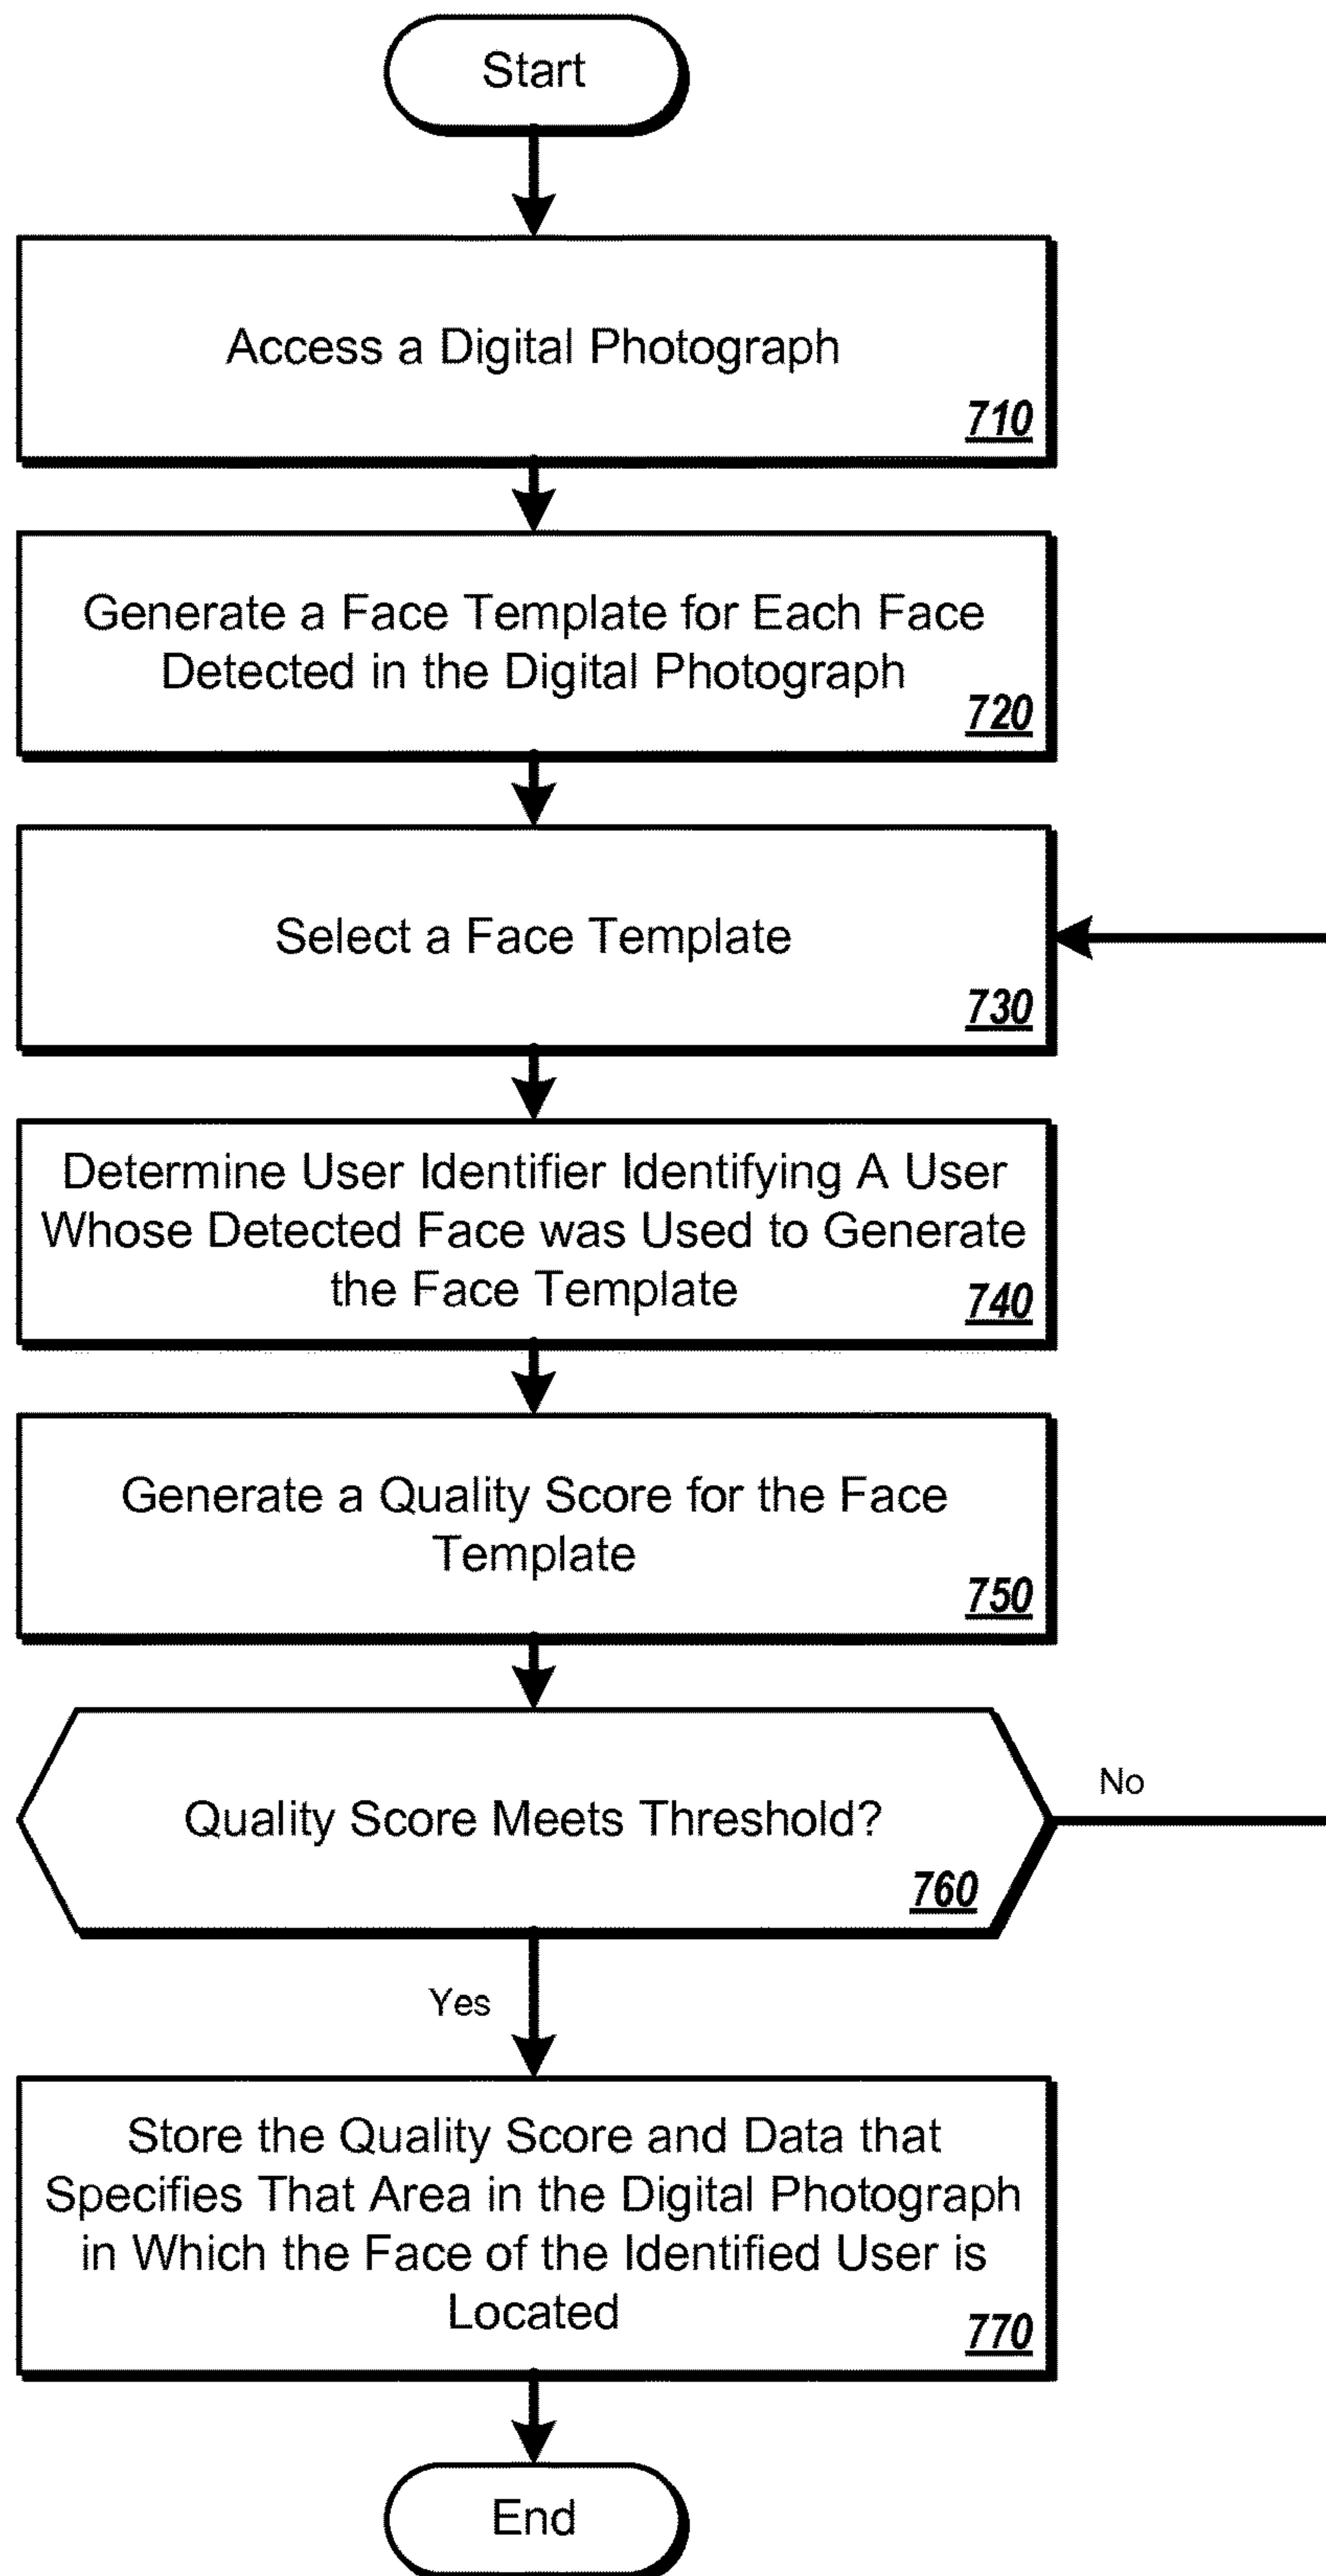 Start
Access a Digital Photograph
710
Generate a Face Template for Each Face
Detected in the Digital Photograph
720
Select a Face Template
730
Determine User Identifier Identifying A User
Whose Detected Face was Used to Generate
the Face Template
740
Generate a Quality Score for the Face
Template
750
Quality Score Meets Threshold?
760
No
Yes
Store the Quality Score and Data that
Specifies That Area in the Digital Photograph
in Which the Face of the Identified User is
Located
770
End